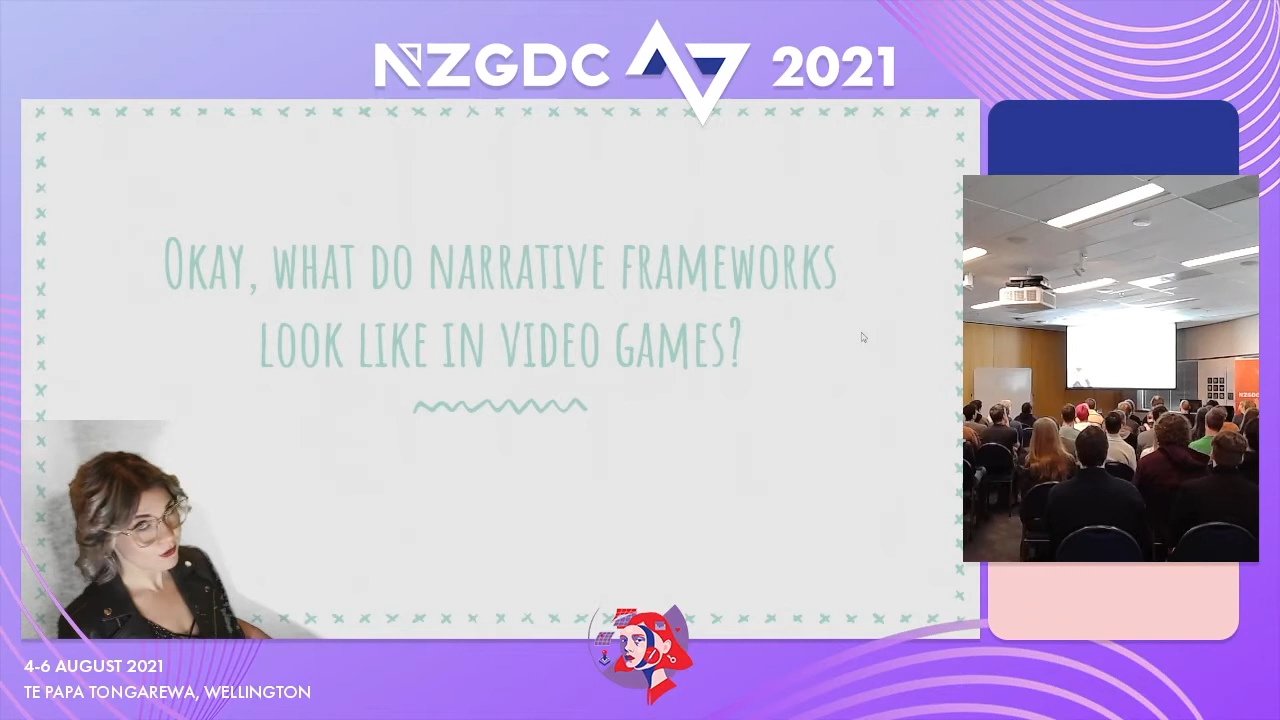 NZGDC 2021
Okay, what do narrative frameworks
look like in video games?
NZGDC
4-6 AUGUST 2021
TE PAPA TONGAREWA, WELLINGTON